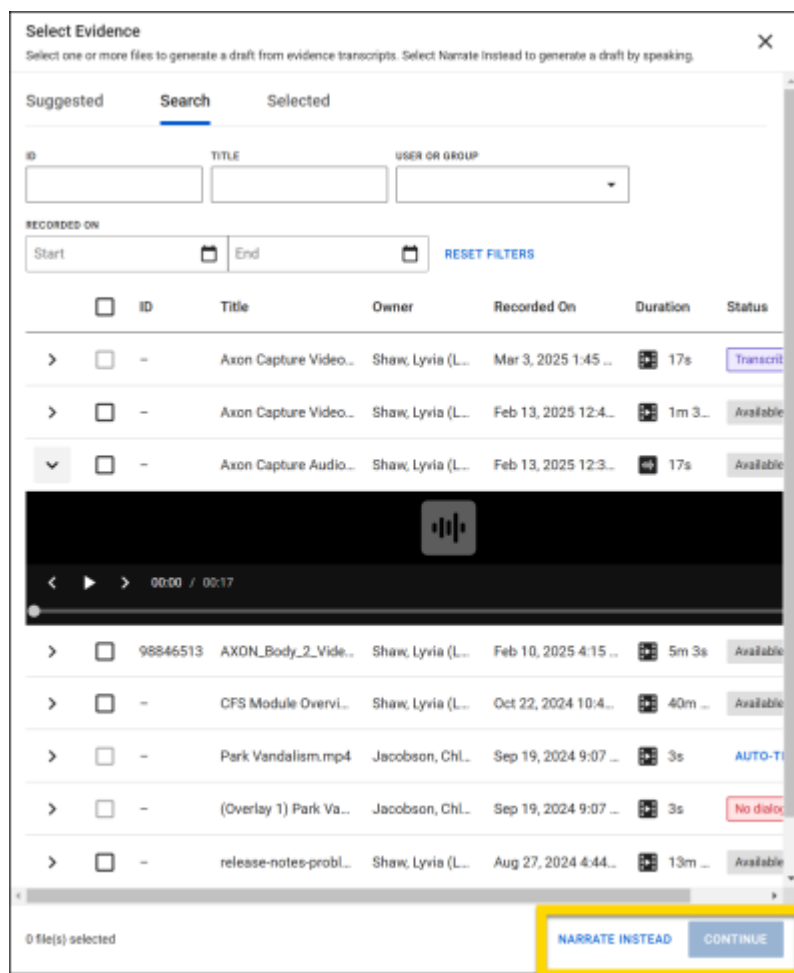 Select Evidence
Select one or more files to generate a draft from evidence transcripts. Select Narrate Instead to generate a draft by speaking.
Suggested Search Selected
ID TITLE USER OR GROUP
RECORDED ON
Start End RESET FILTERS
ID Title Owner Recorded On Duration Status
– Axon Capture Video... Shaw, Lyvia (L... Mar 3, 2025 1:45 ... 17s Transcrib
– Axon Capture Video... Shaw, Lyvia (L... Feb 13, 2025 12:4... 1m 3... Available
– Axon Capture Audio... Shaw, Lyvia (L... Feb 13, 2025 12:3... 17s Available
00:00 / 00:17
98846513 AXON_Body_2_Vide... Shaw, Lyvia (L... Feb 10, 2025 4:15 ... 5m 3s Available
– CFS Module Overvi... Shaw, Lyvia (L... Oct 22, 2024 10:4... 40m ... Available
– Park Vandalism.mp4 Jacobson, Chl... Sep 19, 2024 9:07 ... 3s AUTO-TI
– (Overlay 1) Park Va... Jacobson, Chl... Sep 19, 2024 9:07 ... 3s No dialog
– release-notes-probl... Shaw, Lyvia (L... Aug 27, 2024 4:44... 13m ... Available
0 file(s) selected NARRATE INSTEAD CONTINUE